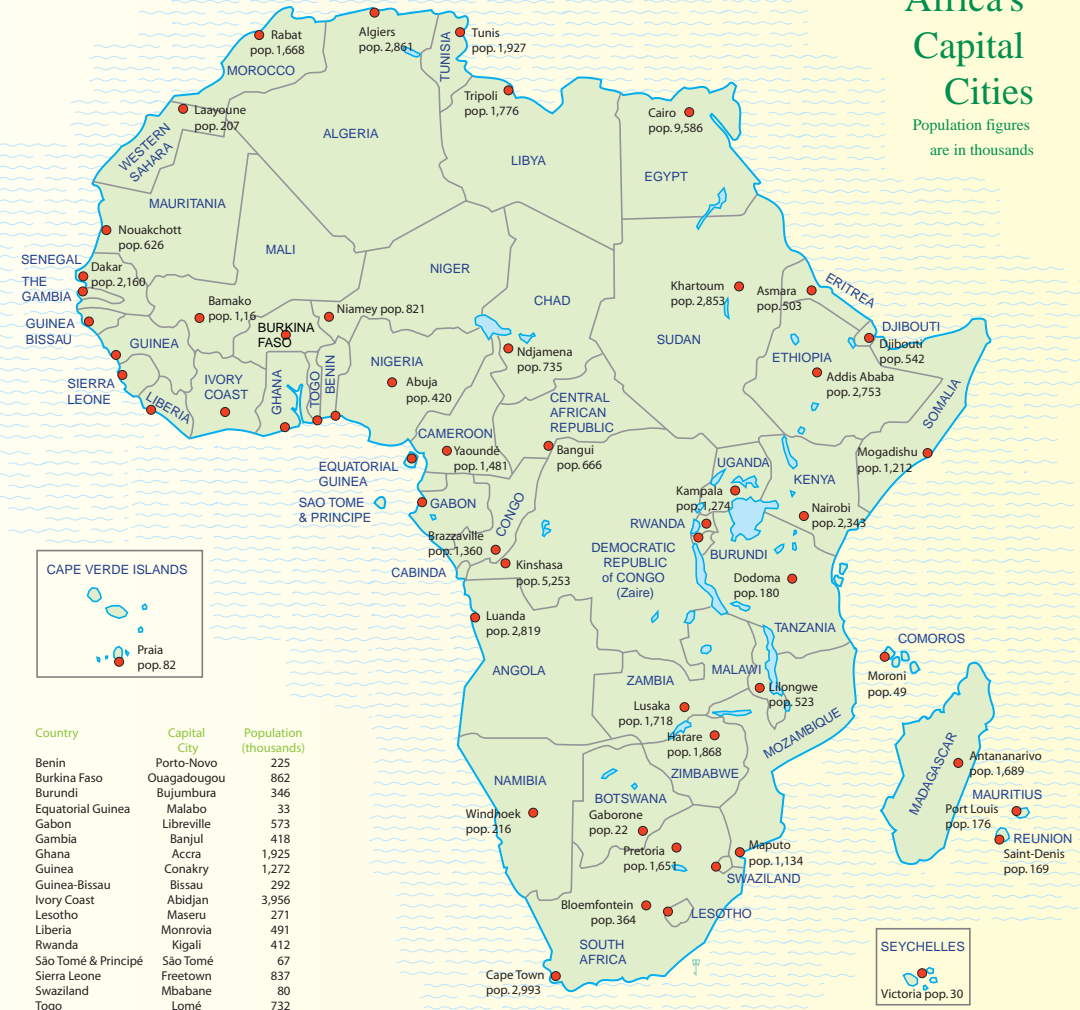 Africa's
Capital
Cities
Population figures
are in thousands
Rabat
pop. 1,668
MOROCCO
Algiers
pop. 2,861
TUNISIA
Tunis
pop. 1,927
Tripoli
pop. 1,776
Cairo
pop. 9,586
Laayoune
pop. 207
WESTERN
SAHARA
ALGERIA
LIBYA
EGYPT
MAURITANIA
Nouakchott
pop. 626
MALI
NIGER
CHAD
SENEGAL
Dakar
pop. 2,160
THE
GAMBIA
Bamako
pop. 1,16
Niamey pop. 821
BURKINA
FASO
Khartoum
pop. 2,853
Asmara
pop. 503
ERITREA
GUINEA
BISSAU
GUINEA
SUDAN
DJIBOUTI
Djibouti
pop. 542
NIGERIA
Ndjamena
pop. 735
ETHIOPIA
Addis Ababa
pop. 2,753
SIERRA
LEONE
LIBERIA
IVORY
COAST
GHANA
TOGO
BENIN
Abuja
pop. 420
CENTRAL
AFRICAN
REPUBLIC
SOMALIA
CAMEROON
Yaoundé
pop. 1,481
Bangui
pop. 666
Mogadishu
pop. 1,212
EQUATORIAL
GUINEA
UGANDA
KENYA
Kampala
pop. 1,274
SAO TOME
& PRINCIPE
GABON
CONGO
Nairobi
pop. 2,343
RWANDA
Brazzaville
pop. 1,360
DEMOCRATIC
REPUBLIC
of CONGO
(Zaire)
BURUNDI
CABINDA
Kinshasa
pop. 5,253
Dodoma
pop. 180
CAPE VERDE ISLANDS
Praia
pop. 82
Luanda
pop. 2,819
TANZANIA
COMOROS
Moroni
pop. 49
ANGOLA
ZAMBIA
MALAWI
Lilongwe
pop. 523
Lusaka
pop. 1,718
Harare
pop. 1,868
MOZAMBIQUE
ZIMBABWE
MADAGASCAR
Antananarivo
pop. 1,689
NAMIBIA
BOTSWANA
MAURITIUS
Port Louis
pop. 176
Windhoek
pop. 216
Gaborone
pop. 22
REUNION
Saint-Denis
pop. 169
Pretoria
pop. 1,651
Maputo
pop. 1,134
SWAZILAND
Bloemfontein
pop. 364
LESOTHO
SOUTH
AFRICA
Cape Town
pop. 2,993
SEYCHELLES
Victoria pop. 30
Country Capital City Population (thousands)
Benin Porto-Novo 225
Burkina Faso Ouagadougou 862
Burundi Bujumbura 346
Equatorial Guinea Malabo 33
Gabon Libreville 573
Gambia Banjul 418
Ghana Accra 1,925
Guinea Conakry 1,272
Guinea-Bissau Bissau 292
Ivory Coast Abidjan 3,956
Lesotho Maseru 271
Liberia Monrovia 491
Rwanda Kigali 412
São Tomé & Principé São Tomé 67
Sierra Leone Freetown 837
Swaziland Mbabane 80
Togo Lomé 732